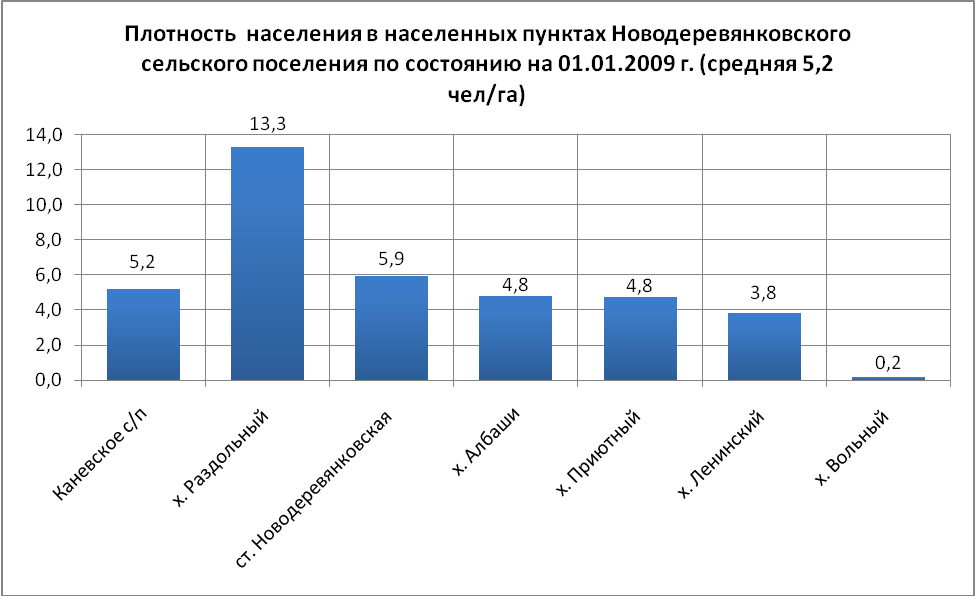 Плотность населения в населенных пунктах Новодеревянковского
сельского поселения по состоянию на 01.01.2009 г. (средняя 5,2
чел/га)
14,0
12,0
10,0
8,0
6,0
4,0
2,0
0,0
5,2
13,3
5,9
4,8
4,8
3,8
0,2
Каневское с/п
х. Раздольный
ст. Новодеревянковская
х. Албаши
х. Приютный
х. Ленинский
х. Вольный